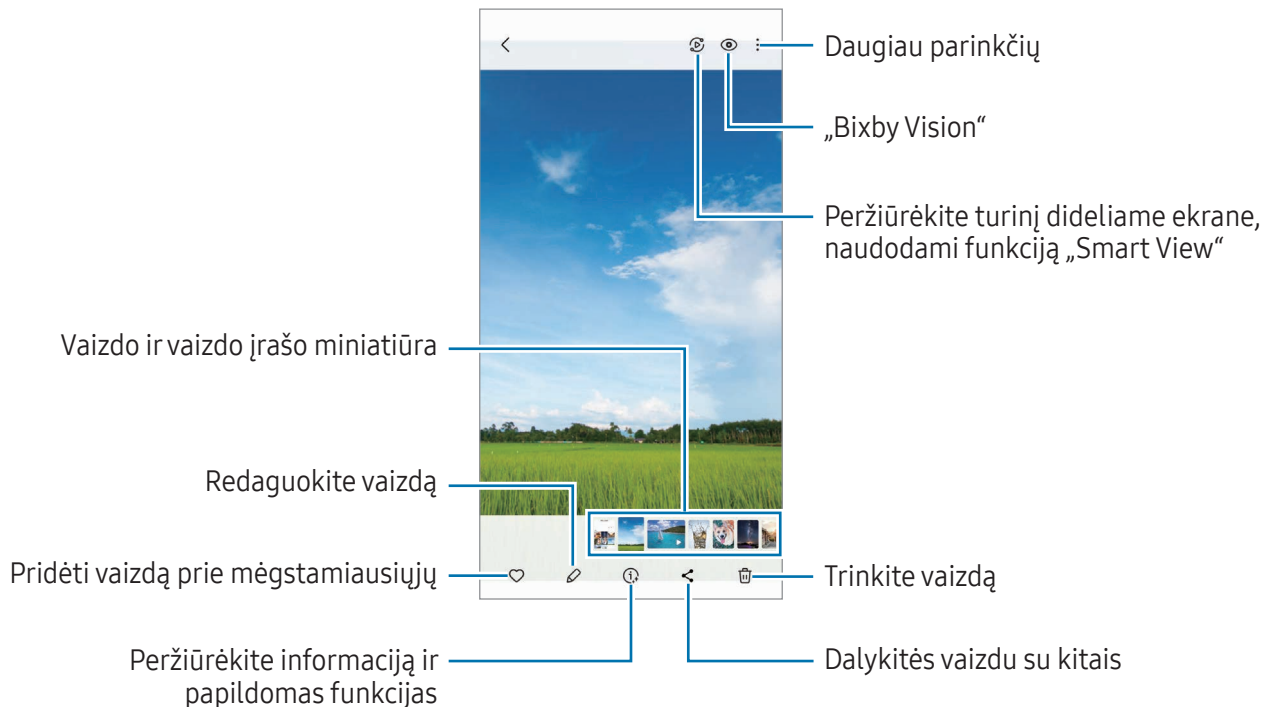 Daugiau parinkčių
„Bixby Vision“
Peržiūrėkite turinį dideliame ekrane,
naudodami funkciją „Smart View“
Vaizdo ir vaizdo įrašo miniatiūra
Redaguokite vaizdą
Pridėti vaizdą prie mėgstamiausiųjų
Trinkite vaizdą
Peržiūrėkite informaciją ir
papildomas funkcijas
Dalykitės vaizdu su kitais